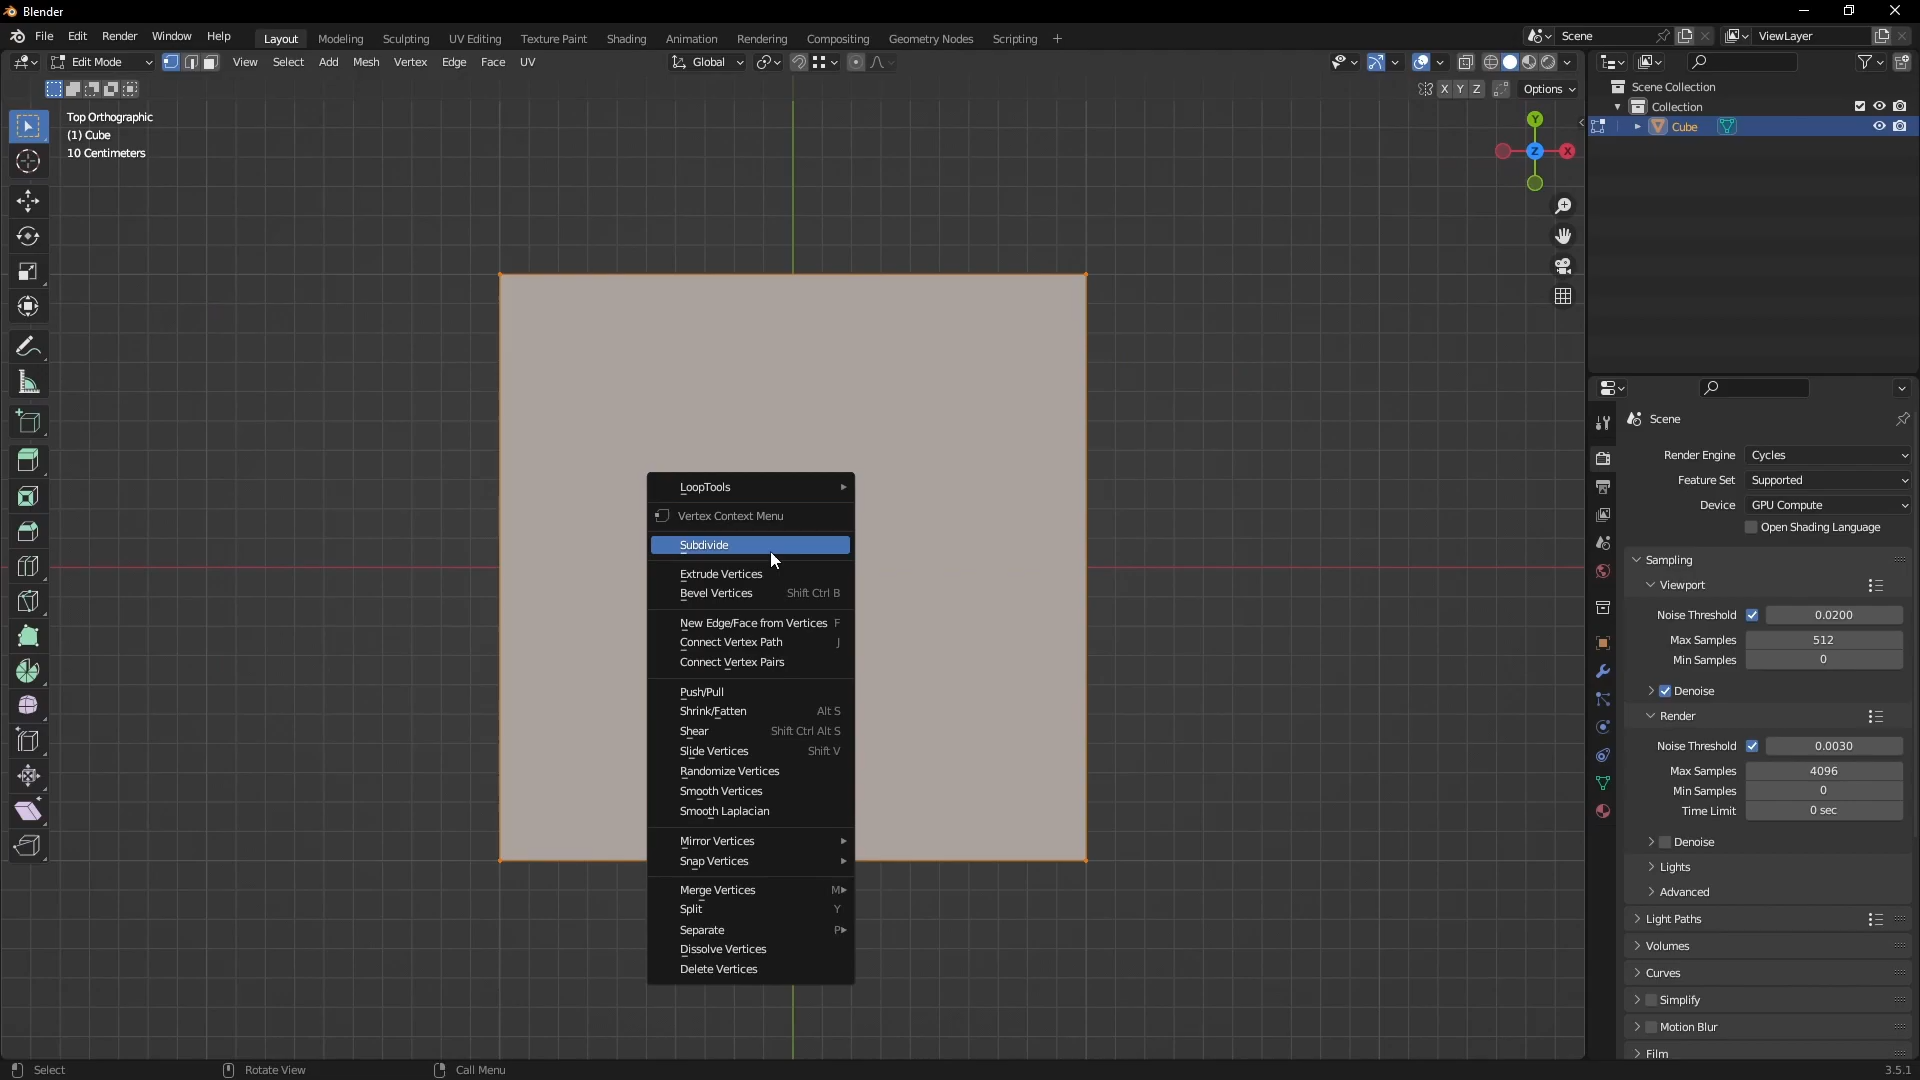 Blender
File Edit Render Window Help
Layout Modeling Sculpting UV Editing Texture Paint Shading Animation Rendering Compositing Geometry Nodes Scripting +
Scene
ViewLayer
Edit Mode
View Select Add Mesh Vertex Edge Face UV
Global
X Y Z
Options
Top Orthographic
(1) Cube
10 Centimeters
Y
Z
X
Scene Collection
Collection
Cube
LoopTools
Vertex Context Menu
Subdivide
Extrude Vertices
Bevel Vertices Shift Ctrl B
New Edge/Face from Vertices F
Connect Vertex Path J
Connect Vertex Pairs
Push/Pull
Shrink/Fatten Alt S
Shear Shift Ctrl Alt S
Slide Vertices Shift V
Randomize Vertices
Smooth Vertices
Smooth Laplacian
Mirror Vertices
Snap Vertices
Merge Vertices M
Split Y
Separate P
Dissolve Vertices
Delete Vertices
Scene
Render Engine Cycles
Feature Set Supported
Device GPU Compute
Open Shading Language
Sampling
Viewport
Noise Threshold 0.0200
Max Samples 512
Min Samples 0
Denoise
Render
Noise Threshold 0.0030
Max Samples 4096
Min Samples 0
Time Limit 0 sec
Denoise
Lights
Advanced
Light Paths
Volumes
Curves
Simplify
Motion Blur
Film
Select
Rotate View
Call Menu
3.5.1